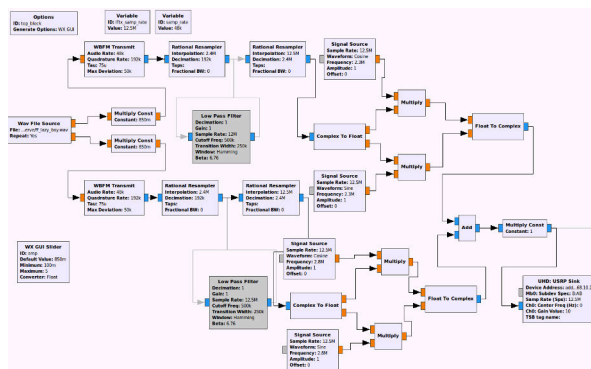 Options
ID: top_block
Generate Options: WX GUI
Variable
Value: 12.5M
Variable
ID: samp_rate
Value: 48k
WBFM Transmit
Audio Rate: 48k
Quadrature Rate: 192k
Tau: 75u
Max Deviation: 50k
Rational Resampler
Interpolation: 2.4M
Decimation: 192k
Taps:
Fractional BW: 0
Rational Resampler
Interpolation: 12.5M
Decimation: 2.4M
Taps:
Fractional BW: 0
Signal Source
Sample Rate: 12.5M
Waveform: Cosine
Frequency: 2.8M
Amplitude: 1
Offset: 0
Multiply
Float To Complex
Low Pass Filter
Decimation: 1
Gain: 1
Sample Rate: 12M
Cutoff Freq: 500k
Transition Width: 250k
Window: Hamming
Beta: 6.76
Complex To Float
Multiply
Wav File Source
Repeat: Yes
Multiply Const
Constant: 850m
Multiply Const
Constant: 850m
WBFM Transmit
Audio Rate: 48k
Quadrature Rate: 192k
Tau: 75u
Max Deviation: 50k
Rational Resampler
Interpolation: 2.4M
Decimation: 192k
Taps:
Fractional BW: 0
Rational Resampler
Interpolation: 12.5M
Decimation: 2.4M
Taps:
Fractional BW: 0
Signal Source
Sample Rate: 12.5M
Waveform: Sine
Amplitude: 1
Offset: 0
Add
Multiply Const
Constant: 1
WX GUI Slider
ID: amp
Default Value: 850m
Minimum: 100m
Maximum: 5
Converter: Float
Low Pass Filter
Decimation: 1
Gain: 1
Sample Rate: 12.5M
Cutoff Freq: 500k
Transition Width: 250k
Window: Hamming
Beta: 6.76
Signal Source
Sample Rate: 12.5M
Waveform: Cosine
Frequency: 2.8M
Amplitude: 1
Offset: 0
Multiply
Complex To Float
Float To Complex
Multiply
Signal Source
Sample Rate: 12.5M
Waveform: Sine
Frequency: 2.8M
Amplitude: 1
Offset: 0
UHD: USRP Sink
Samp Rate (Sps): 12.5M
Ch0: Center Freq (Hz): 0
Ch0: Gain Value: 10
TSB tag name: